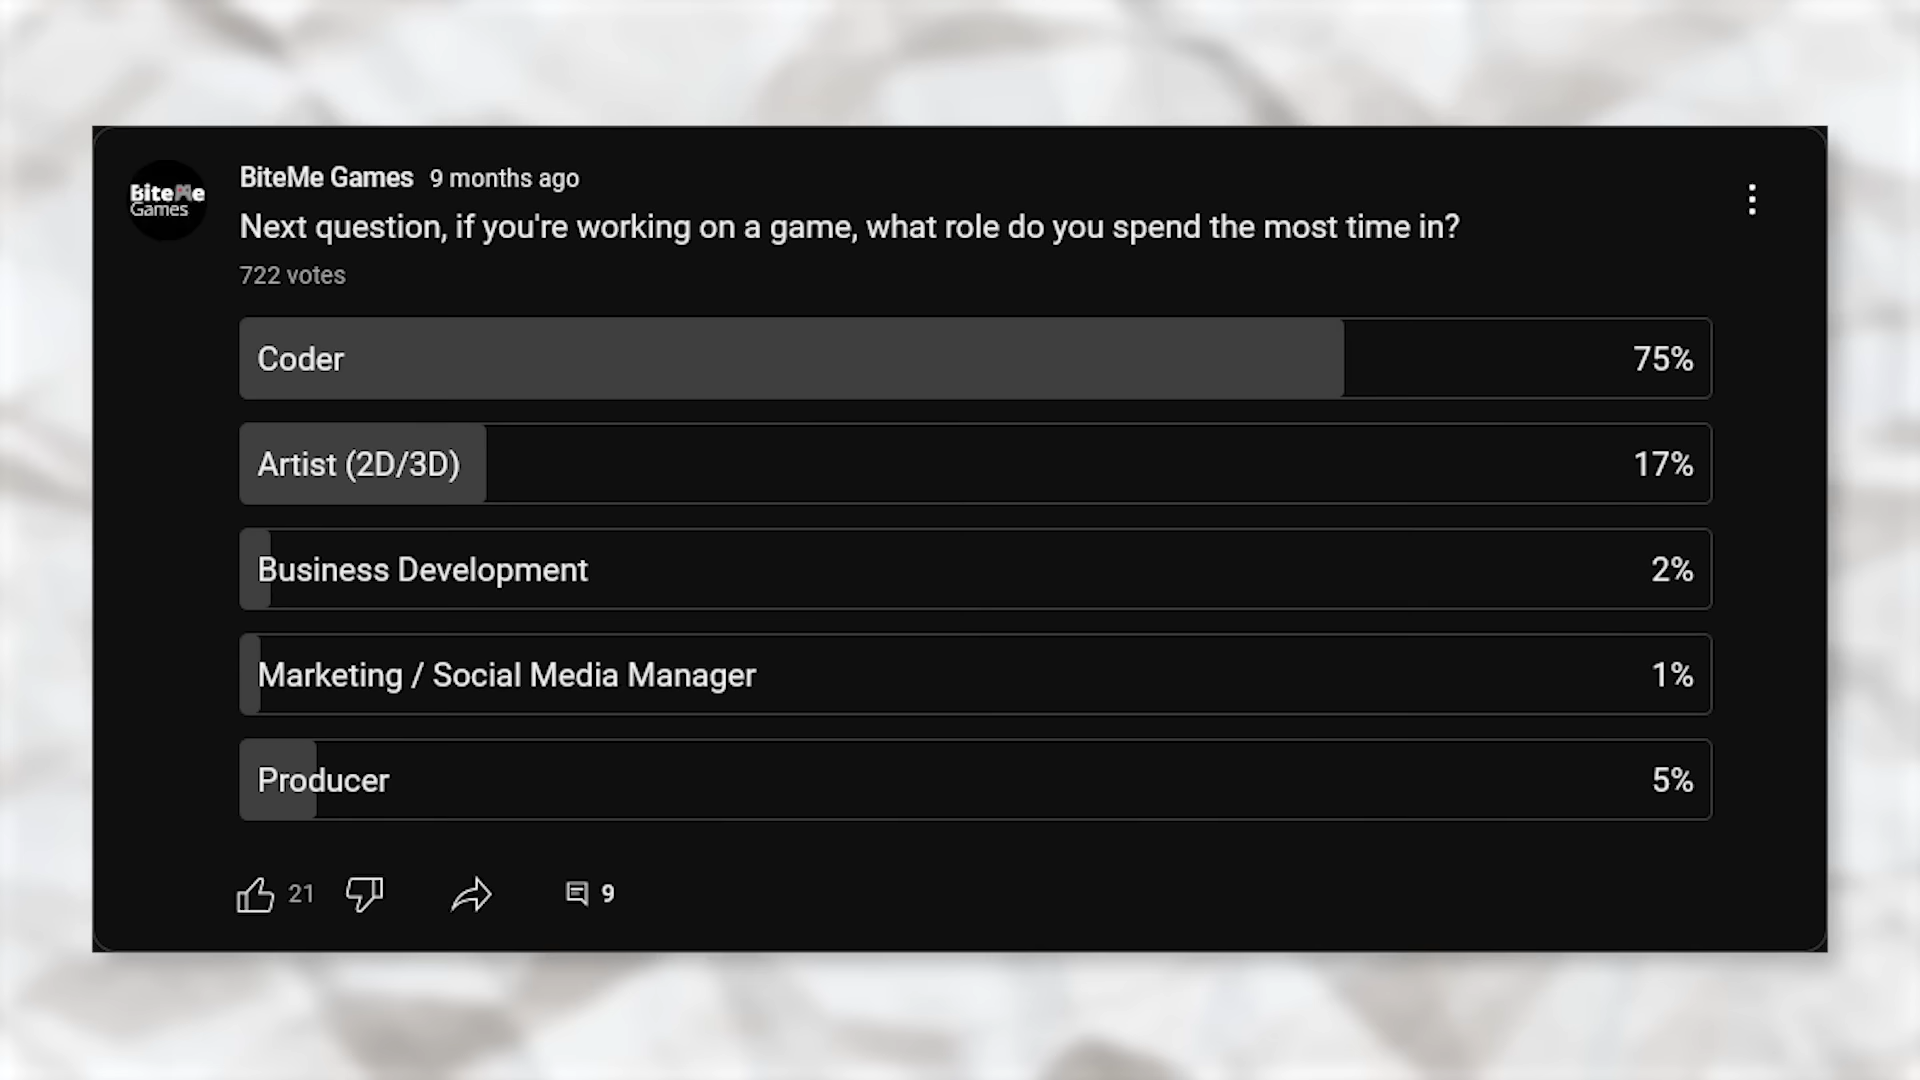 BiteMe
Games
BiteMe Games 9 months ago
Next question, if you're working on a game, what role do you spend the most time in?
722 votes
Coder 75%
Artist (2D/3D) 17%
Business Development 2%
Marketing / Social Media Manager 1%
Producer 5%
21 9